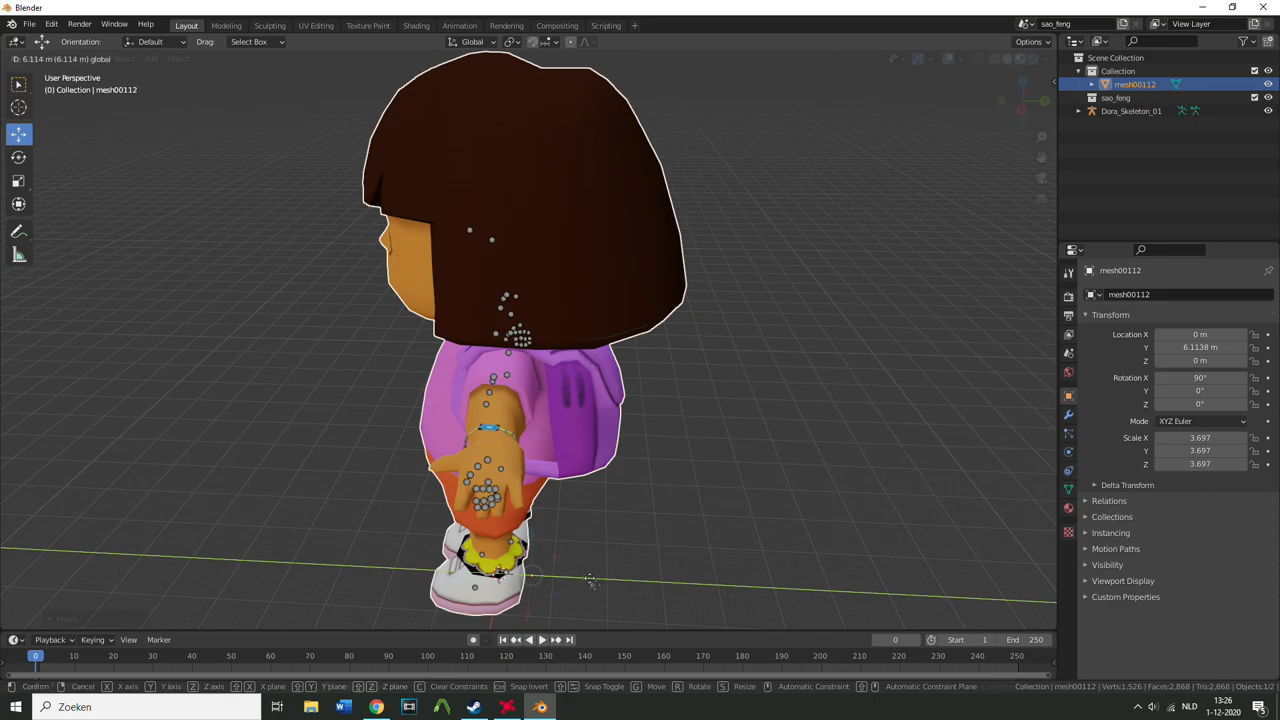 Blender
File Edit Render Window Help Layout Modeling Sculpting UV Editing Texture Paint Shading Animation Rendering Compositing Scripting + sao_feng View Layer
Orientation: Default Drag: Select Box Global Options
D: 6.114 m (6.114 m) global Select Add Object
User Perspective
(0) Collection | mesh00112
Scene Collection
Collection
mesh00112
sao_feng
Dora_Skeleton_01
mesh00112
mesh00112
Transform
Location X 0 m
Y 6.1138 m
Z 0 m
Rotation X 90°
Y 0°
Z 0°
Mode XYZ Euler
Scale X 3.697
Y 3.697
Z 3.697
Delta Transform
Relations
Collections
Instancing
Motion Paths
Visibility
Viewport Display
Custom Properties
Move
Playback Keying View Marker 0 Start 1 End 250
0 10 20 30 40 50 60 70 80 90 100 110 120 130 140 150 160 170 180 190 200 210 220 230 240 250
Confirm Cancel X X axis Y Y axis Z Z axis X X plane Y Y plane Z Z plane C Clear Constraints Snap Invert Snap Toggle G Move R Rotate S Resize Automatic Constraint Automatic Constraint Plane Collection | mesh00112 | Verts:1,526 | Faces:2,868 | Tris:2,868 | Objects:1/2
Zoeken W NLD 13:26
1-12-2020